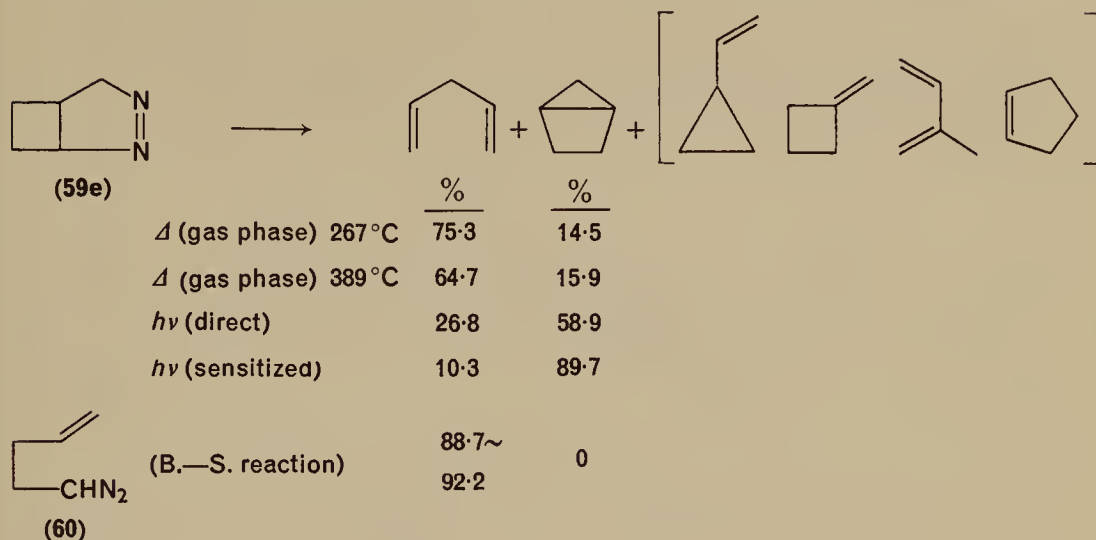 N
N
+ +
(59e)
% %
Δ (gas phase) 267°C 75·3 14·5
Δ (gas phase) 389°C 64·7 15·9
hν (direct) 26·8 58·9
hν (sensitized) 10·3 89·7
(B.—S. reaction) 88·7~ 0
92·2
CHN₂
(60)